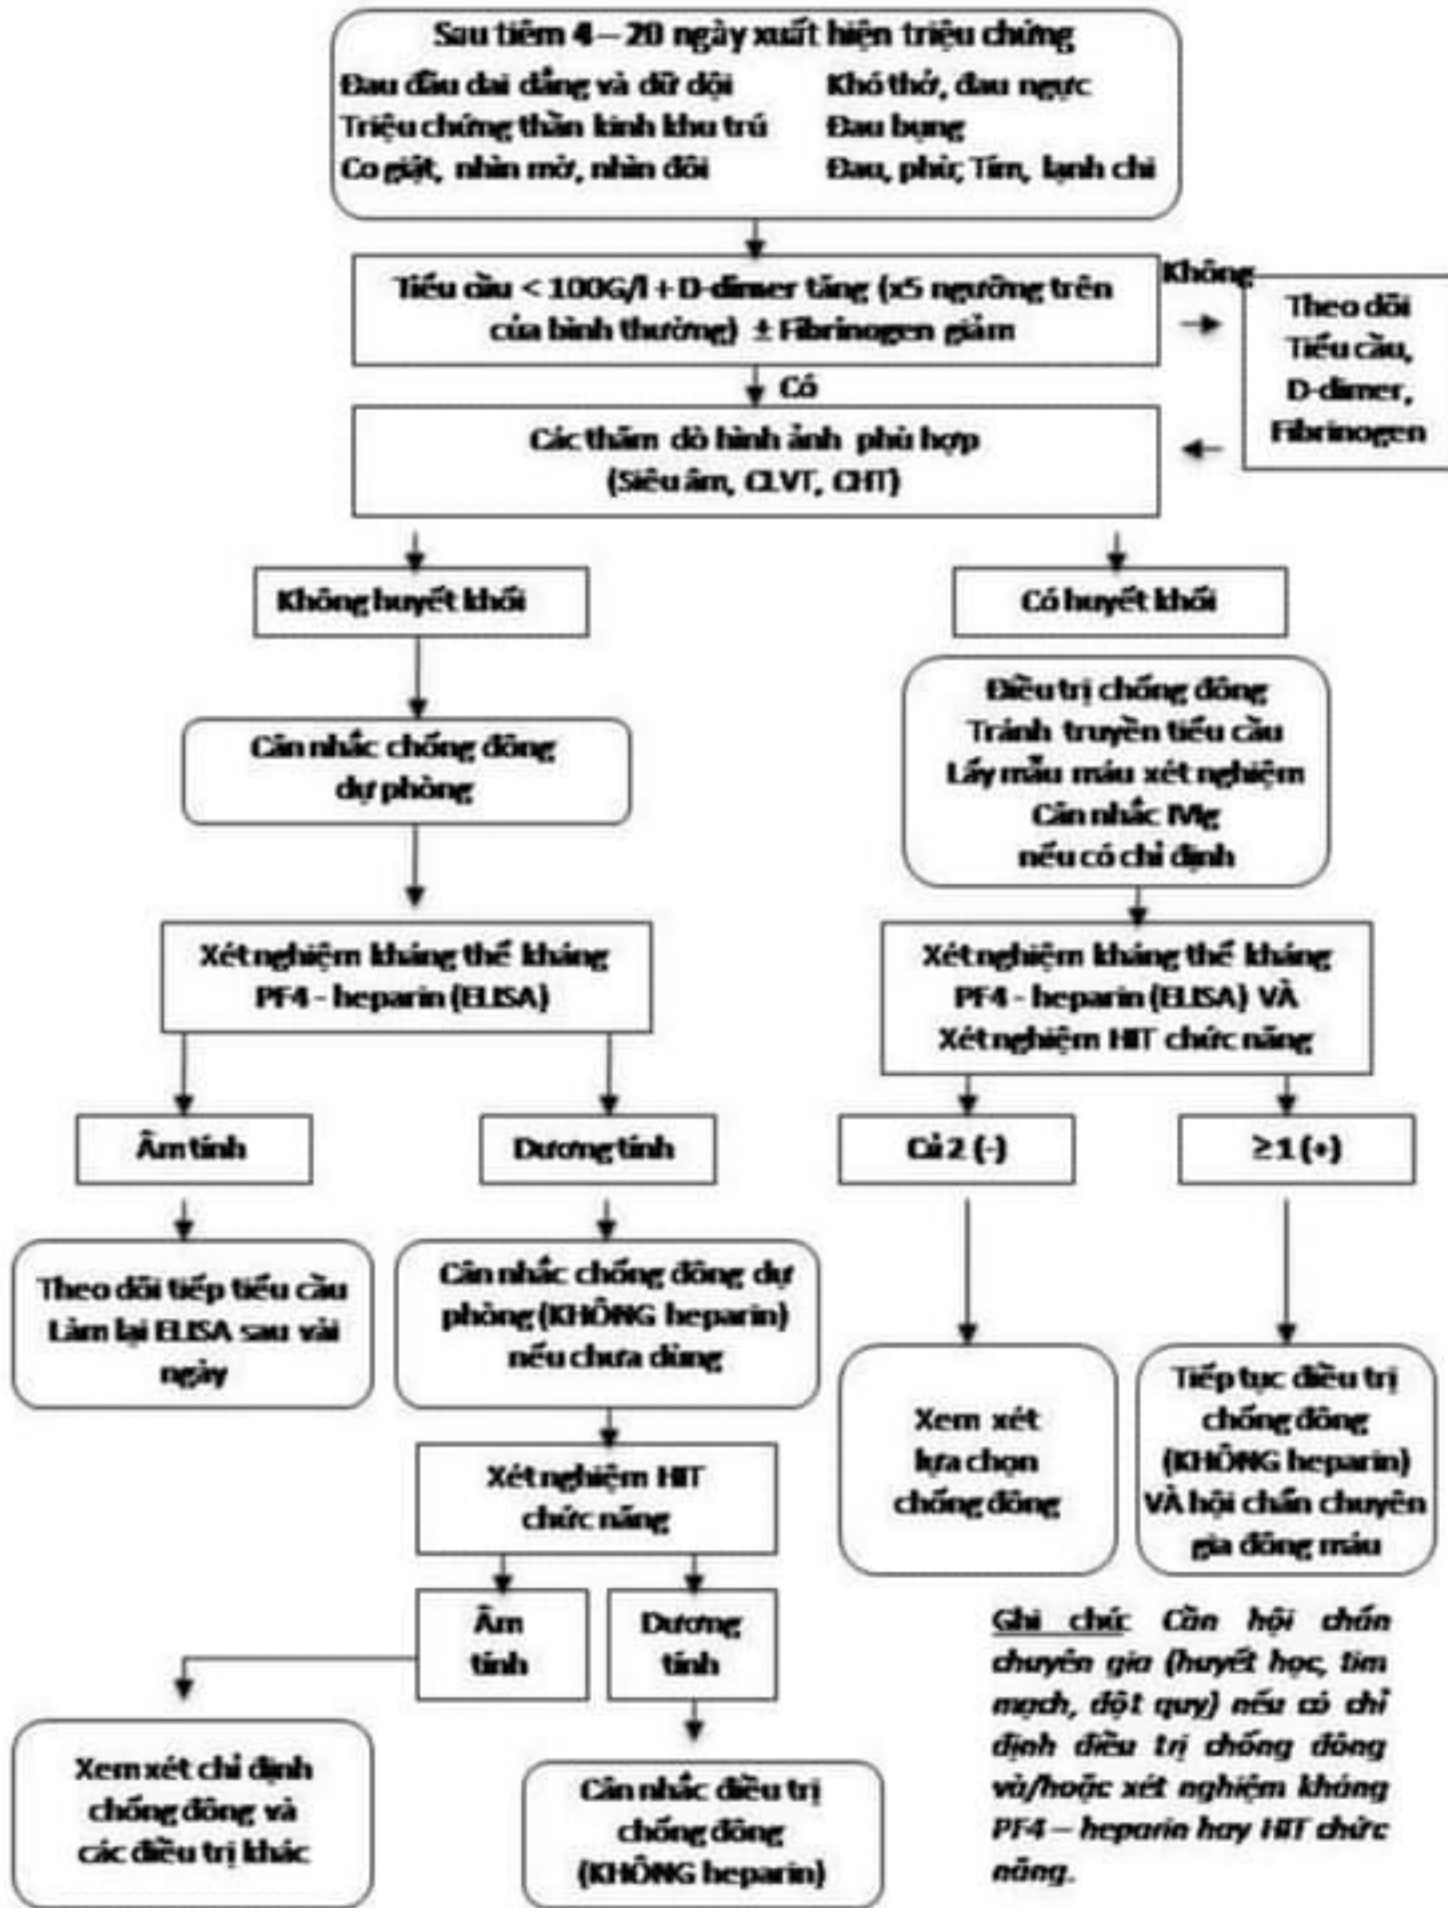 Sau tiêm 4 – 20 ngày xuất hiện triệu chứng
Đau đầu dai dẳng và dữ dội
Triệu chứng thần kinh khu trú
Co giật, nhìn mờ, nhìn đôi
Khó thở, đau ngực
Đau bụng
Đau, phù; Tím, lạnh chi
Tiểu cầu < 100G/l + D-dimer tăng (x5 ngưỡng trên
của bình thường) ± Fibrinogen giảm
Không
Theo dõi
Tiểu cầu,
D-dimer,
Fibrinogen
Có
Các thăm dò hình ảnh phù hợp
(Siêu âm, CLVT, CHT)
Không huyết khối
Có huyết khối
Cân nhắc chống đông
dự phòng
Điều trị chống đông
Tránh truyền tiểu cầu
Lấy mẫu máu xét nghiệm
Cân nhắc IVIg
nếu có chỉ định
Xét nghiệm kháng thể kháng
PF4 - heparin (ELISA)
Xét nghiệm kháng thể kháng
PF4 - heparin (ELISA) VÀ
Xét nghiệm HIT chức năng
Âm tính
Dương tính
Cả 2 (-)
≥ 1 (+)
Theo dõi tiếp tiểu cầu
Làm lại ELISA sau vài
ngày
Cân nhắc chống đông dự
phòng (KHÔNG heparin)
nếu chưa dùng
Xem xét
lựa chọn
chống đông
Tiếp tục điều trị
chống đông
(KHÔNG heparin)
VÀ hội chẩn chuyên
gia đông máu
Xét nghiệm HIT
chức năng
Âm
tính
Dương
tính
Xem xét chỉ định
chống đông và
các điều trị khác
Cân nhắc điều trị
chống đông
(KHÔNG heparin)
Ghi chú: Cần hội chẩn
chuyên gia (huyết học, tim
mạch, đột quỵ) nếu có chỉ
định điều trị chống đông
và/hoặc xét nghiệm kháng
PF4 – heparin hay HIT chức
năng.